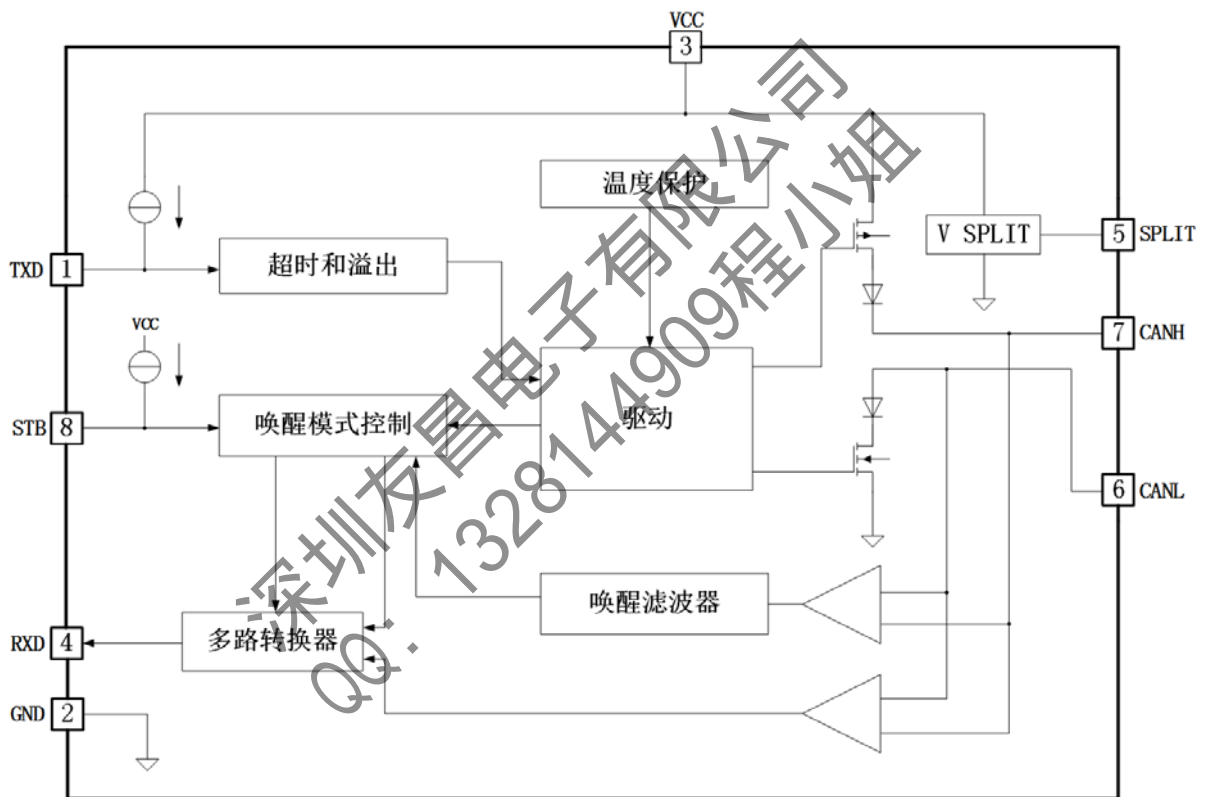 VCC
3
温度保护
V SPLIT
5 SPLIT
TXD 1
超时和溢出
7 CANH
VCC
STB 8
唤醒模式控制
驱动
6 CANL
唤醒滤波器
RXD 4
多路转换器
GND 2
深圳友昌电子有限公司
QQ: 1328144909程小姐